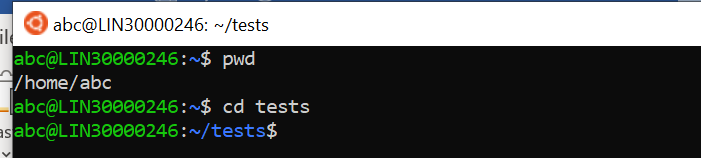 abc@LIN30000246: ~/tests
abc@LIN30000246:~$ pwd
/home/abc
abc@LIN30000246:~$ cd tests
abc@LIN30000246:~/tests$